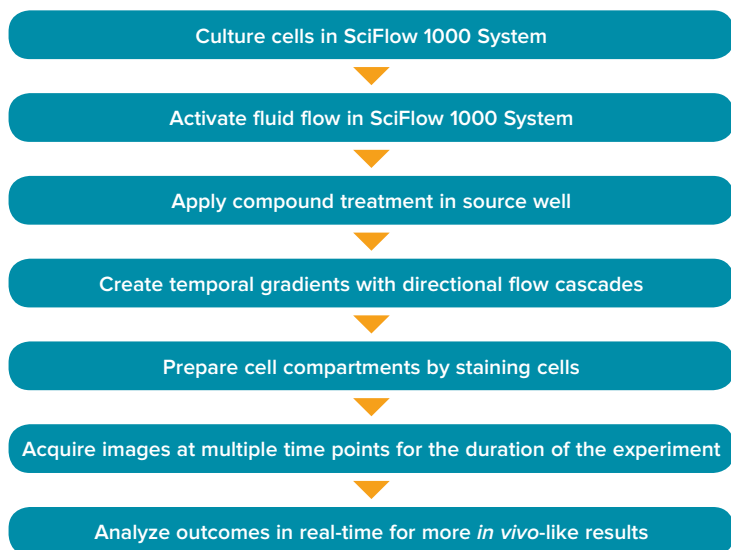 Culture cells in SciFlow 1000 System
Activate fluid flow in SciFlow 1000 System
Apply compound treatment in source well
Create temporal gradients with directional flow cascades
Prepare cell compartments by staining cells
Acquire images at multiple time points for the duration of the experiment
Analyze outcomes in real-time for more in vivo-like results